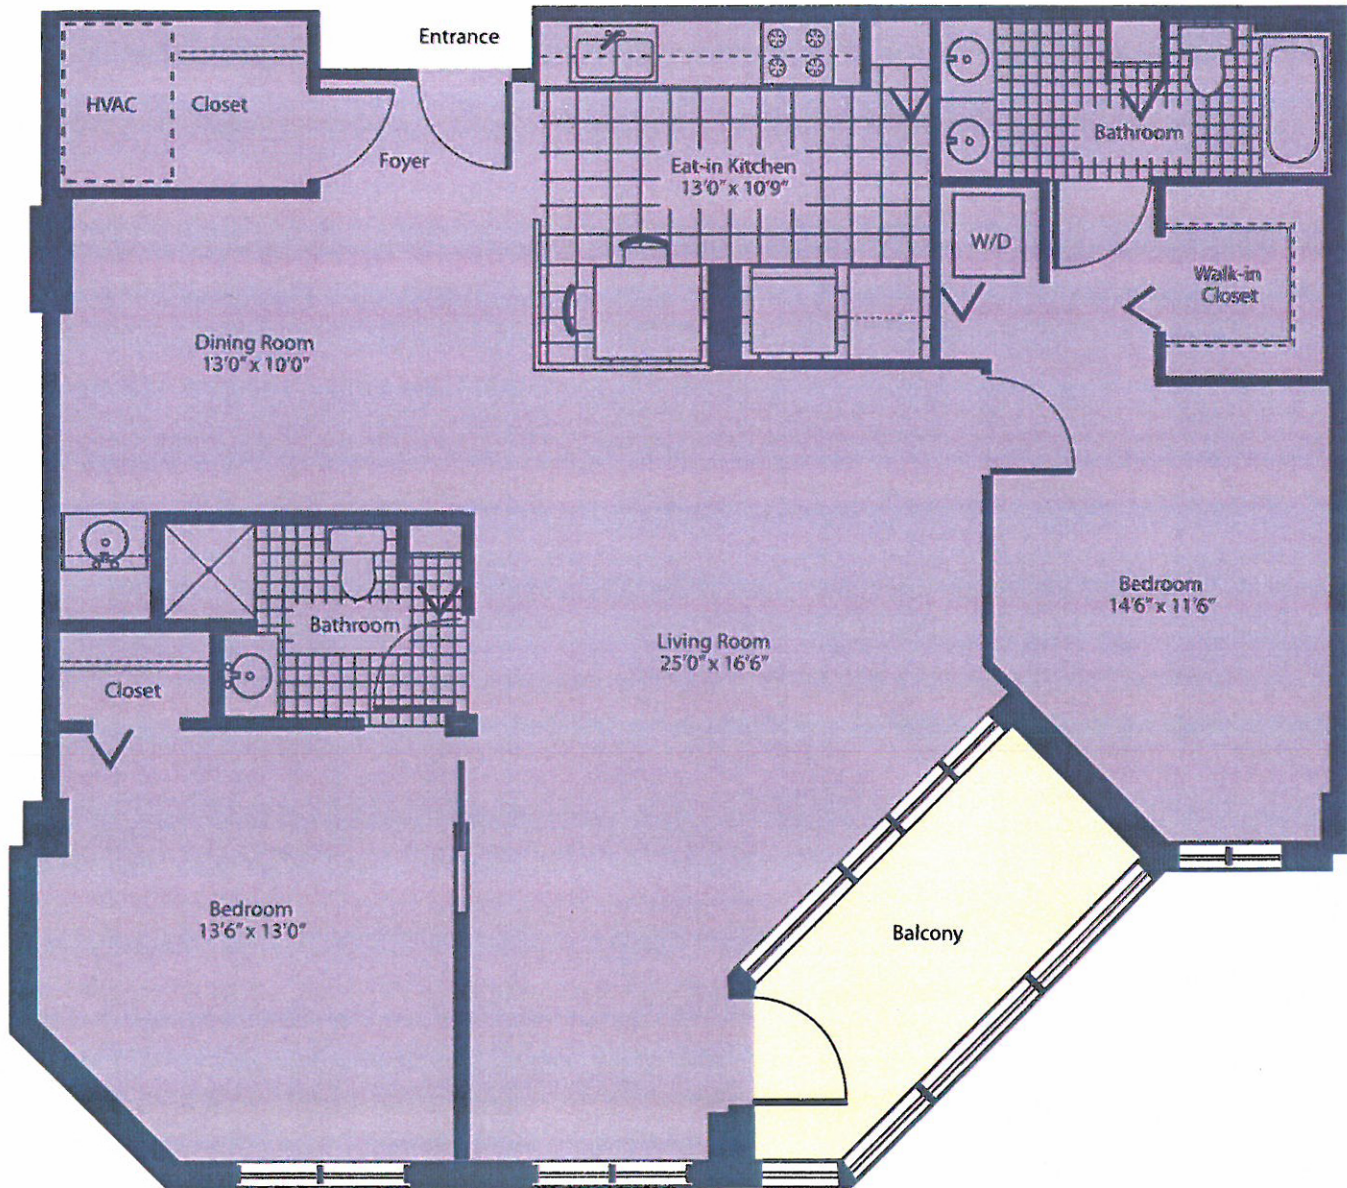 Entrance
HVAC
Closet
Foyer
Eat-in Kitchen
13'0" x 10'9"
Bathroom
W/D
Walk-in
Closet
Dining Room
13'0" x 10'0"
Bathroom
Closet
Living Room
25'0" x 16'6"
Bedroom
14'6" x 11'6"
Bedroom
13'6" x 13'0"
Balcony